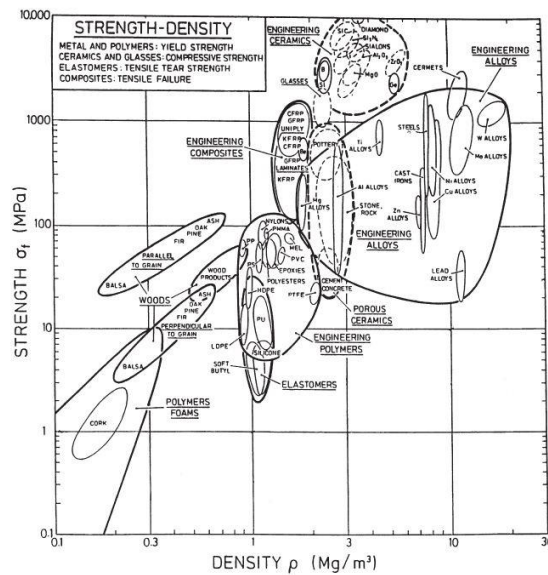 STRENGTH-DENSITY
METAL AND POLYMERS: YIELD STRENGTH
CERAMICS AND GLASSES: COMPRESSIVE STRENGTH
ELASTOMERS: TENSILE TEAR STRENGTH
COMPOSITES: TENSILE FAILURE
10,000
1000
100
10
1
0.1
STRENGTH σf (MPa)
0.1
0.3
1
3
10
30
DENSITY ρ (Mg/m³)
ENGINEERING
CERAMICS
DIAMOND
SiC
Si3N4
SIALONS
Al2O3
MgO
ZrO2
Ge
B
GLASSES
CERMETS
ENGINEERING
ALLOYS
W ALLOYS
Mo ALLOYS
STEELS
Ni ALLOYS
Cu ALLOYS
CAST
IRONS
Zn
ALLOYS
Ti
ALLOYS
Al ALLOYS
STONE,
ROCK
ENGINEERING
ALLOYS
LEAD
ALLOYS
CFRP
GFRP
UNIPLY
KFRP
CFRP
Be
GFRP
LAMINATES
KFRP
ENGINEERING
COMPOSITES
POTTERY
Mg
ALLOYS
NYLONS
PMMA
MEL
PVC
EPOXIES
POLYESTERS
HDPE
PP
PS
PU
PTFE
LDPE
SILICONE
SOFT
BUTYL
CEMENT
CONCRETE
POROUS
CERAMICS
ENGINEERING
POLYMERS
ELASTOMERS
ASH
OAK
PINE
FIR
PARALLEL
TO GRAIN
BALSA
WOODS
WOOD
PRODUCTS
ASH
OAK
PINE
FIR
PERPENDICULAR
TO GRAIN
BALSA
POLYMERS
FOAMS
CORK